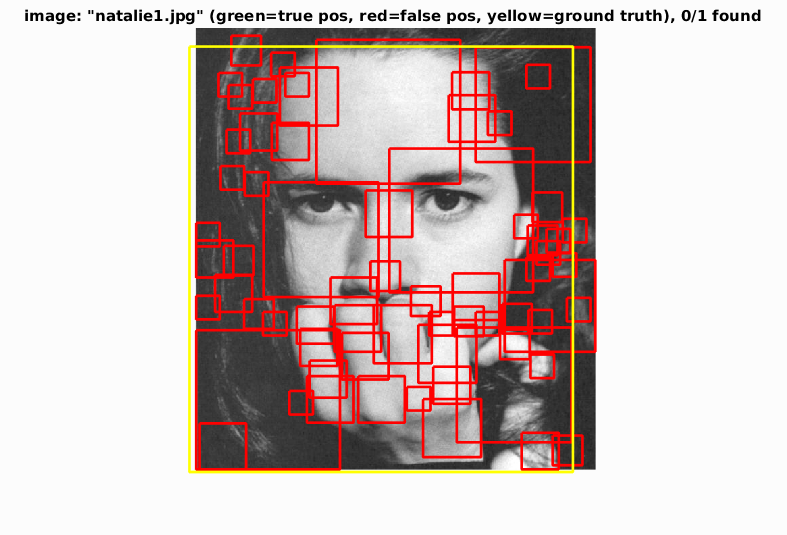 image: "natalie1.jpg" (green=true pos, red=false pos, yellow=ground truth), 0/1 found